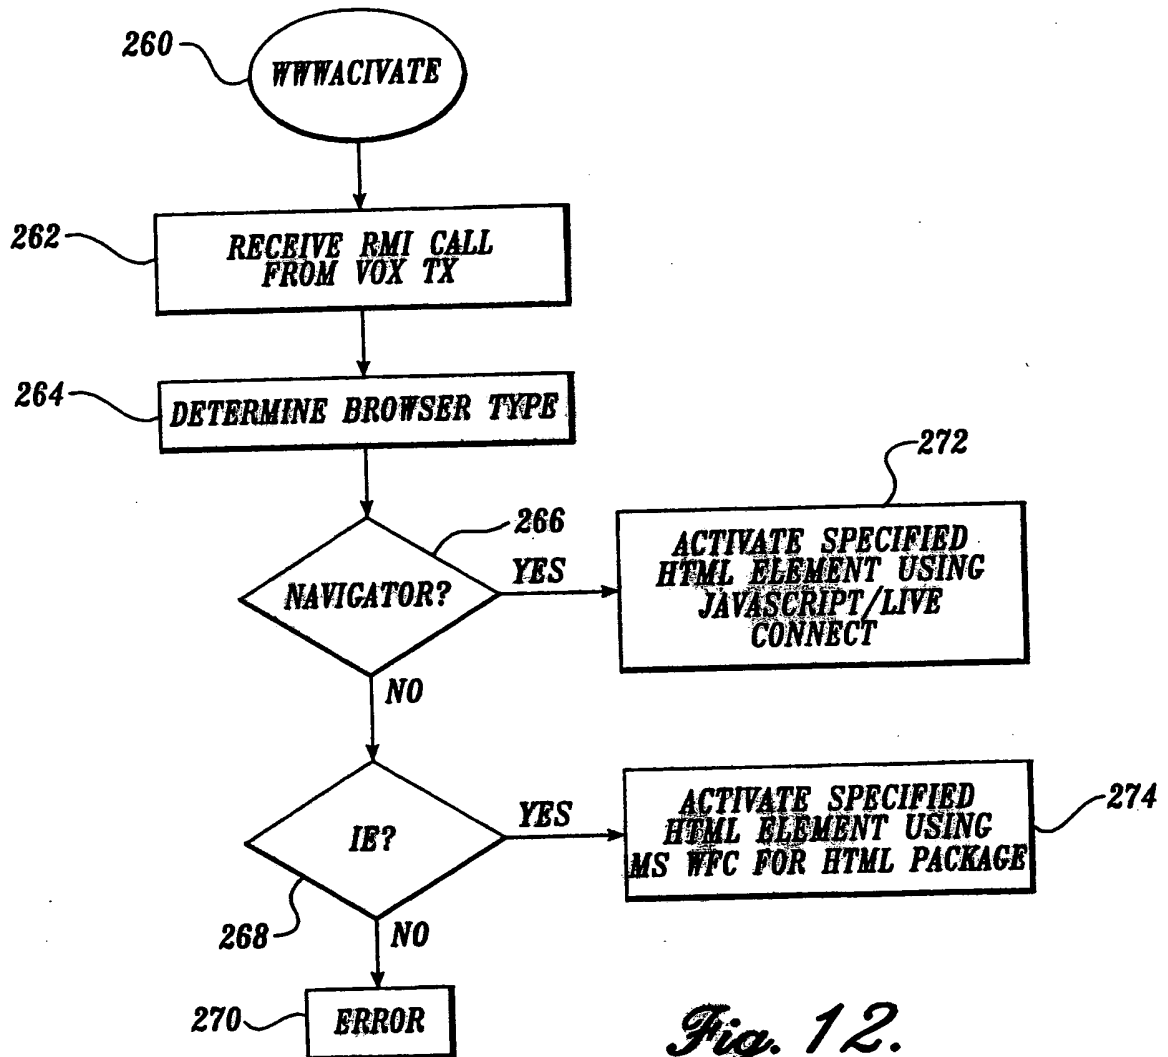 260
WWWACIVATE
262
RECEIVE RMI CALL
FROM VOX TX
264
DETERMINE BROWSER TYPE
266
NAVIGATOR?
YES
272
ACTIVATE SPECIFIED
HTML ELEMENT USING
JAVASCRIPT/LIVE
CONNECT
NO
IE?
YES
274
ACTIVATE SPECIFIED
HTML ELEMENT USING
MS WFC FOR HTML PACKAGE
268
NO
270
ERROR
Fig. 12.